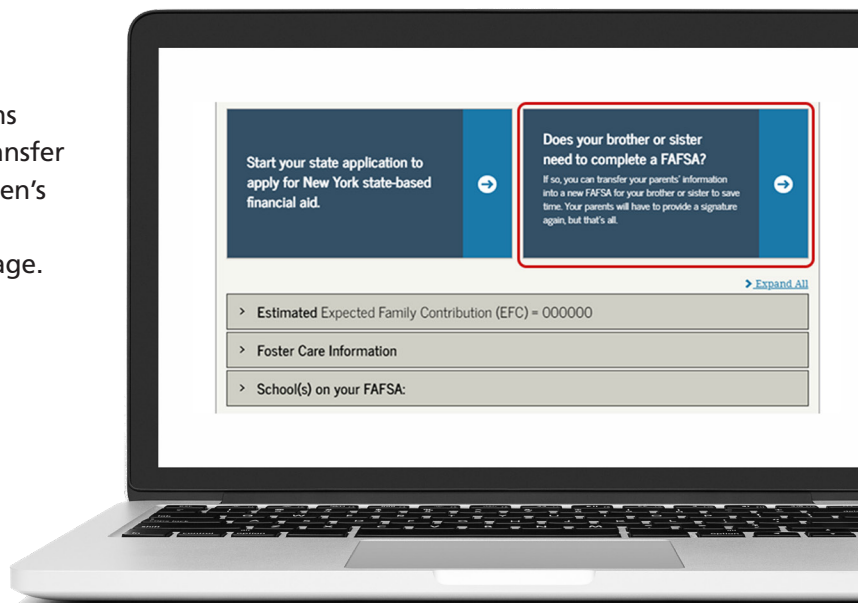 ns
ansfer
en's
age.
Start your state application to
apply for New York state-based
financial aid.
Does your brother or sister
need to complete a FAFSA?
If so, you can transfer your parents' information
into a new FAFSA for your brother or sister to save
time. Your parents will have to provide a signature
again, but that's all.
Expand All
Estimated Expected Family Contribution (EFC) = 000000
Foster Care Information
School(s) on your FAFSA: